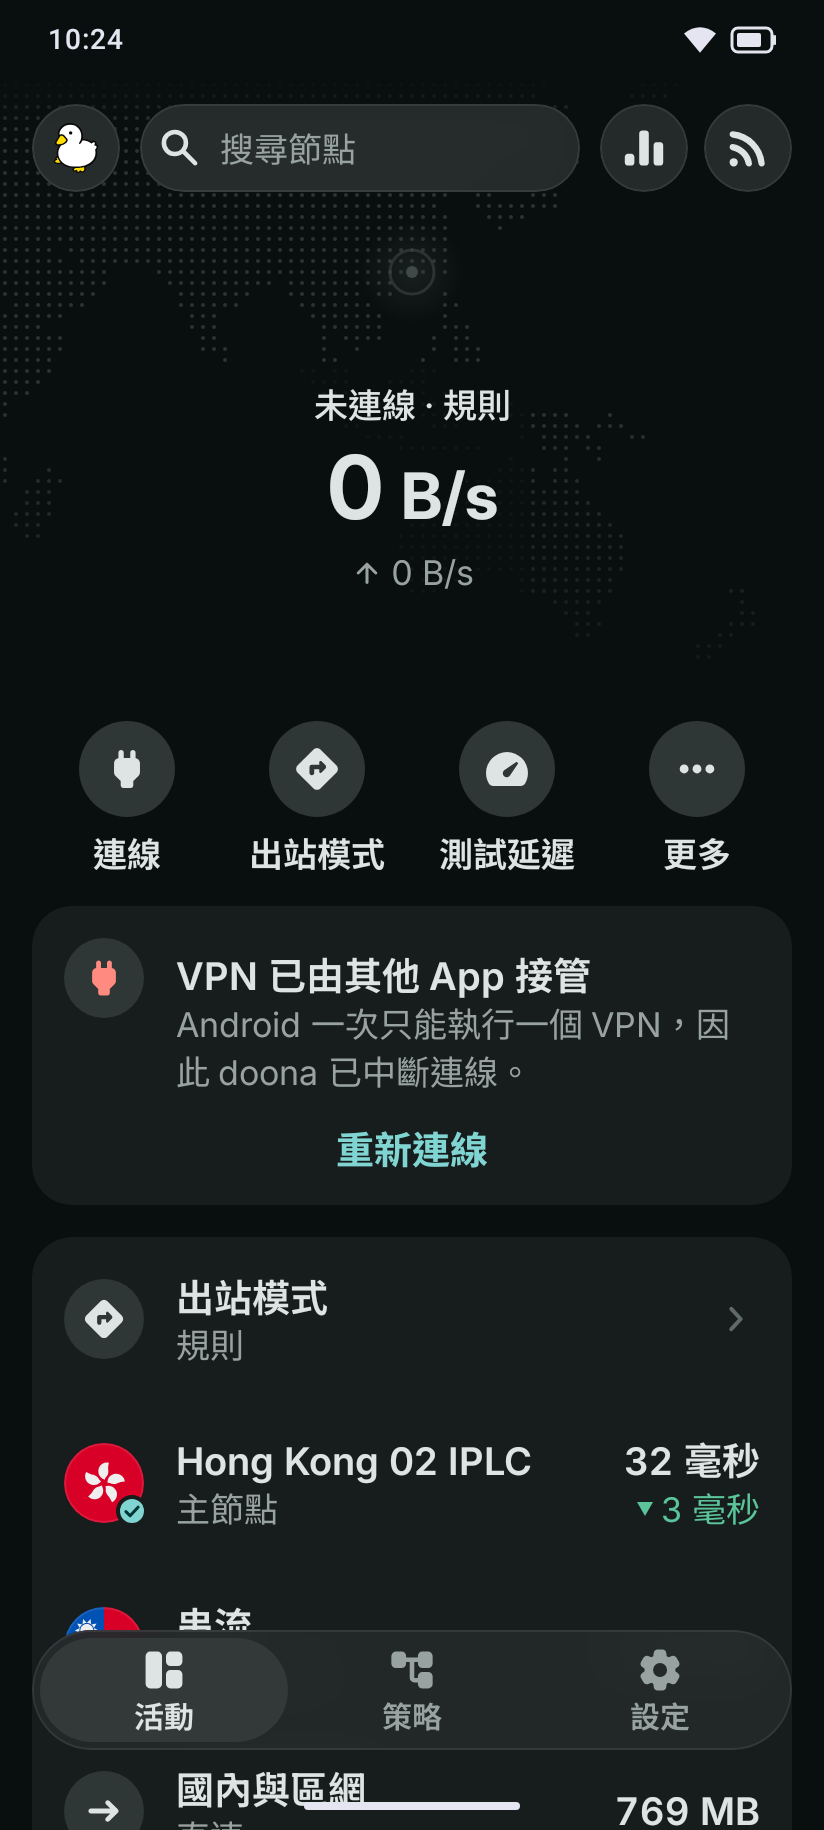 10:24
搜尋節點
未連線 · 規則
0 B/s
↑ 0 B/s
連線
出站模式
測試延遲
更多
VPN 已由其他 App 接管
Android 一次只能執行一個 VPN，因
此 doona 已中斷連線。
重新連線
出站模式
規則
Hong Kong 02 IPLC
32 毫秒
主節點
▼3 毫秒
串流
活動
策略
設定
國內與區網
769 MB
直連